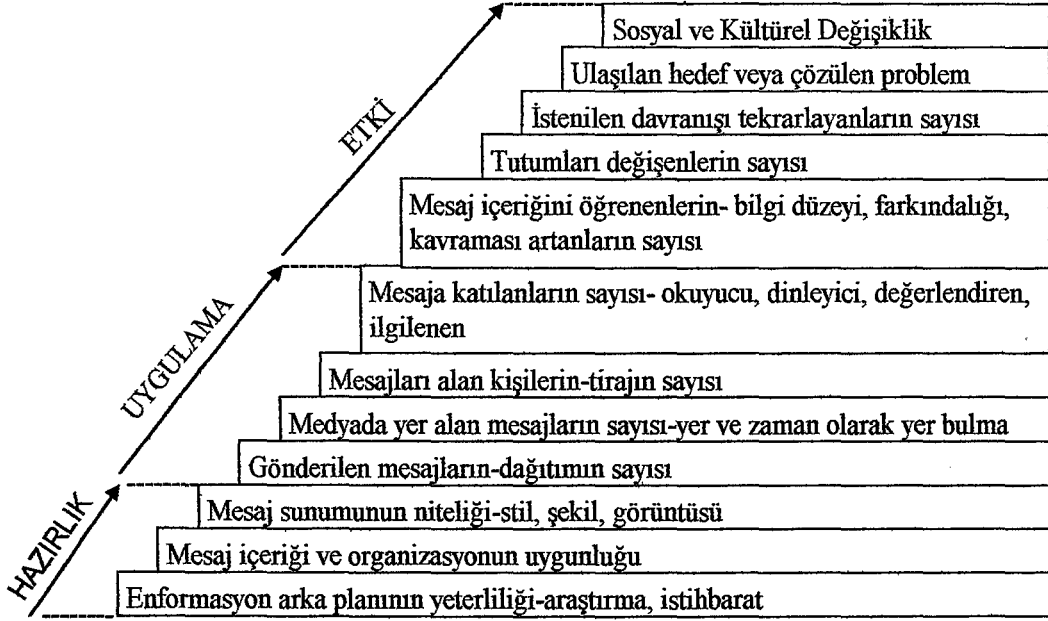 Sosyal ve Kültürel Değişiklik
Ulaşılan hedef veya çözülen problem
İstenilen davranışı tekrarlayanların sayısı
Tutumları değişenlerin sayısı
Mesaj içeriğini öğrenenlerin- bilgi düzeyi, farkındalığı,
kavraması artanların sayısı
ETKİ
Mesaja katılanların sayısı- okuyucu, dinleyici, değerlendiren,
ilgilenen
Mesajları alan kişilerin-tirajın sayısı
Medyada yer alan mesajların sayısı-yer ve zaman olarak yer bulma
Gönderilen mesajların-dağıtımın sayısı
UYGULAMA
Mesaj sunumunun niteliği-stil, şekil, görüntüsü
Mesaj içeriği ve organizasyonun uygunluğu
Enformasyon arka planının yeterliliği-araştırma, istihbarat
HAZIRLIK